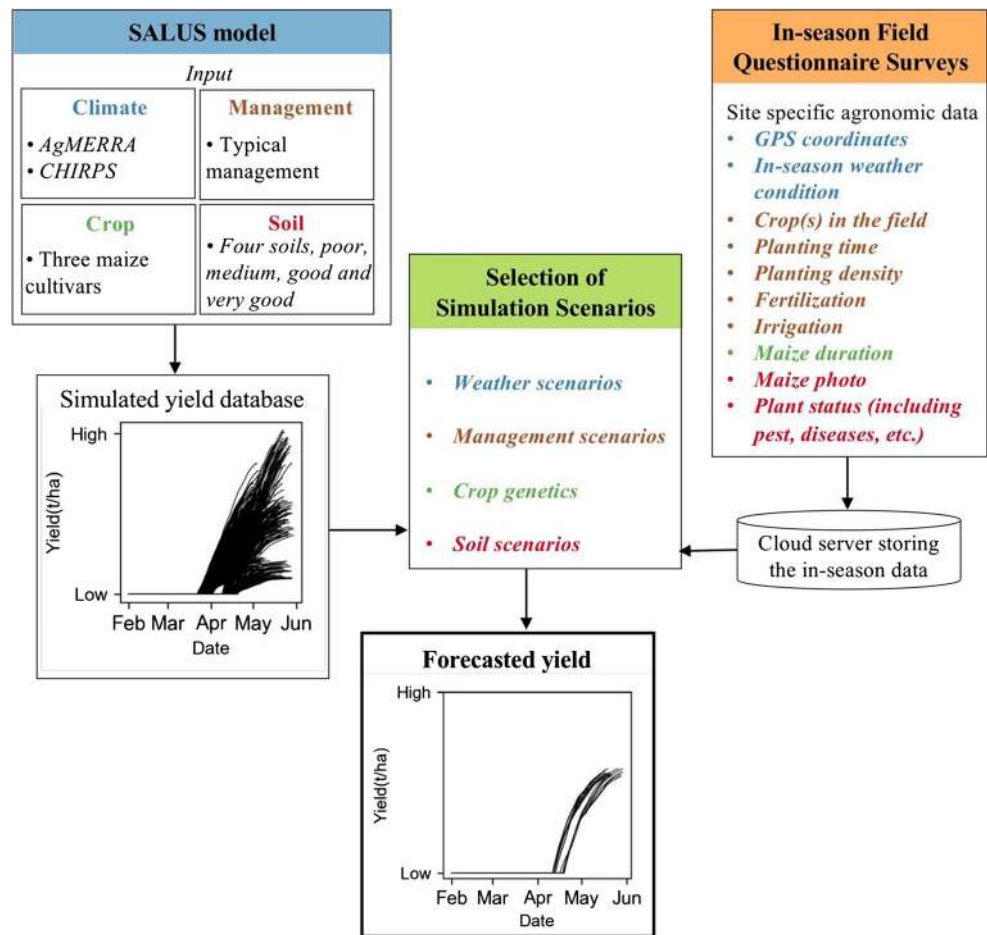 SALUS model
Input
Climate
• AgMERRA
• CHIRPS
Management
• Typical
management
Crop
• Three maize
cultivars
Soil
• Four soils, poor,
medium, good and
very good
In-season Field
Questionnaire Surveys
Site specific agronomic data
• GPS coordinates
• In-season weather
condition
• Crop(s) in the field
• Planting time
• Planting density
• Fertilization
• Irrigation
• Maize duration
• Maize photo
• Plant status (including
pest, diseases, etc.)
Selection of
Simulation Scenarios
• Weather scenarios
• Management scenarios
• Crop genetics
• Soil scenarios
Simulated yield database
High
Yield(t/ha)
Low
Feb Mar Apr May Jun
Date
Cloud server storing
the in-season data
Forecasted yield
High
Yield(t/ha)
Low
Feb Mar Apr May Jun
Date